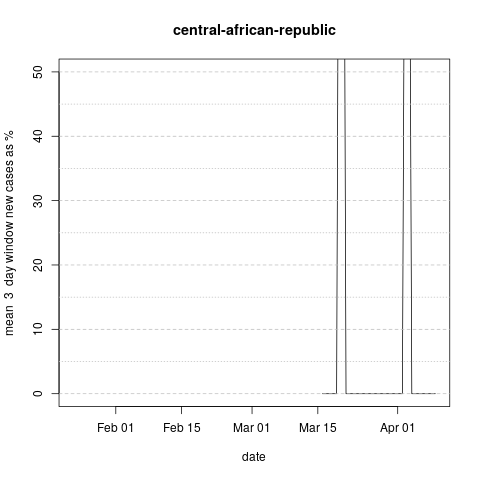 central-african-republic
mean 3 day window new cases as %
50
40
30
20
10
0
Feb 01 Feb 15 Mar 01 Mar 15 Apr 01
date